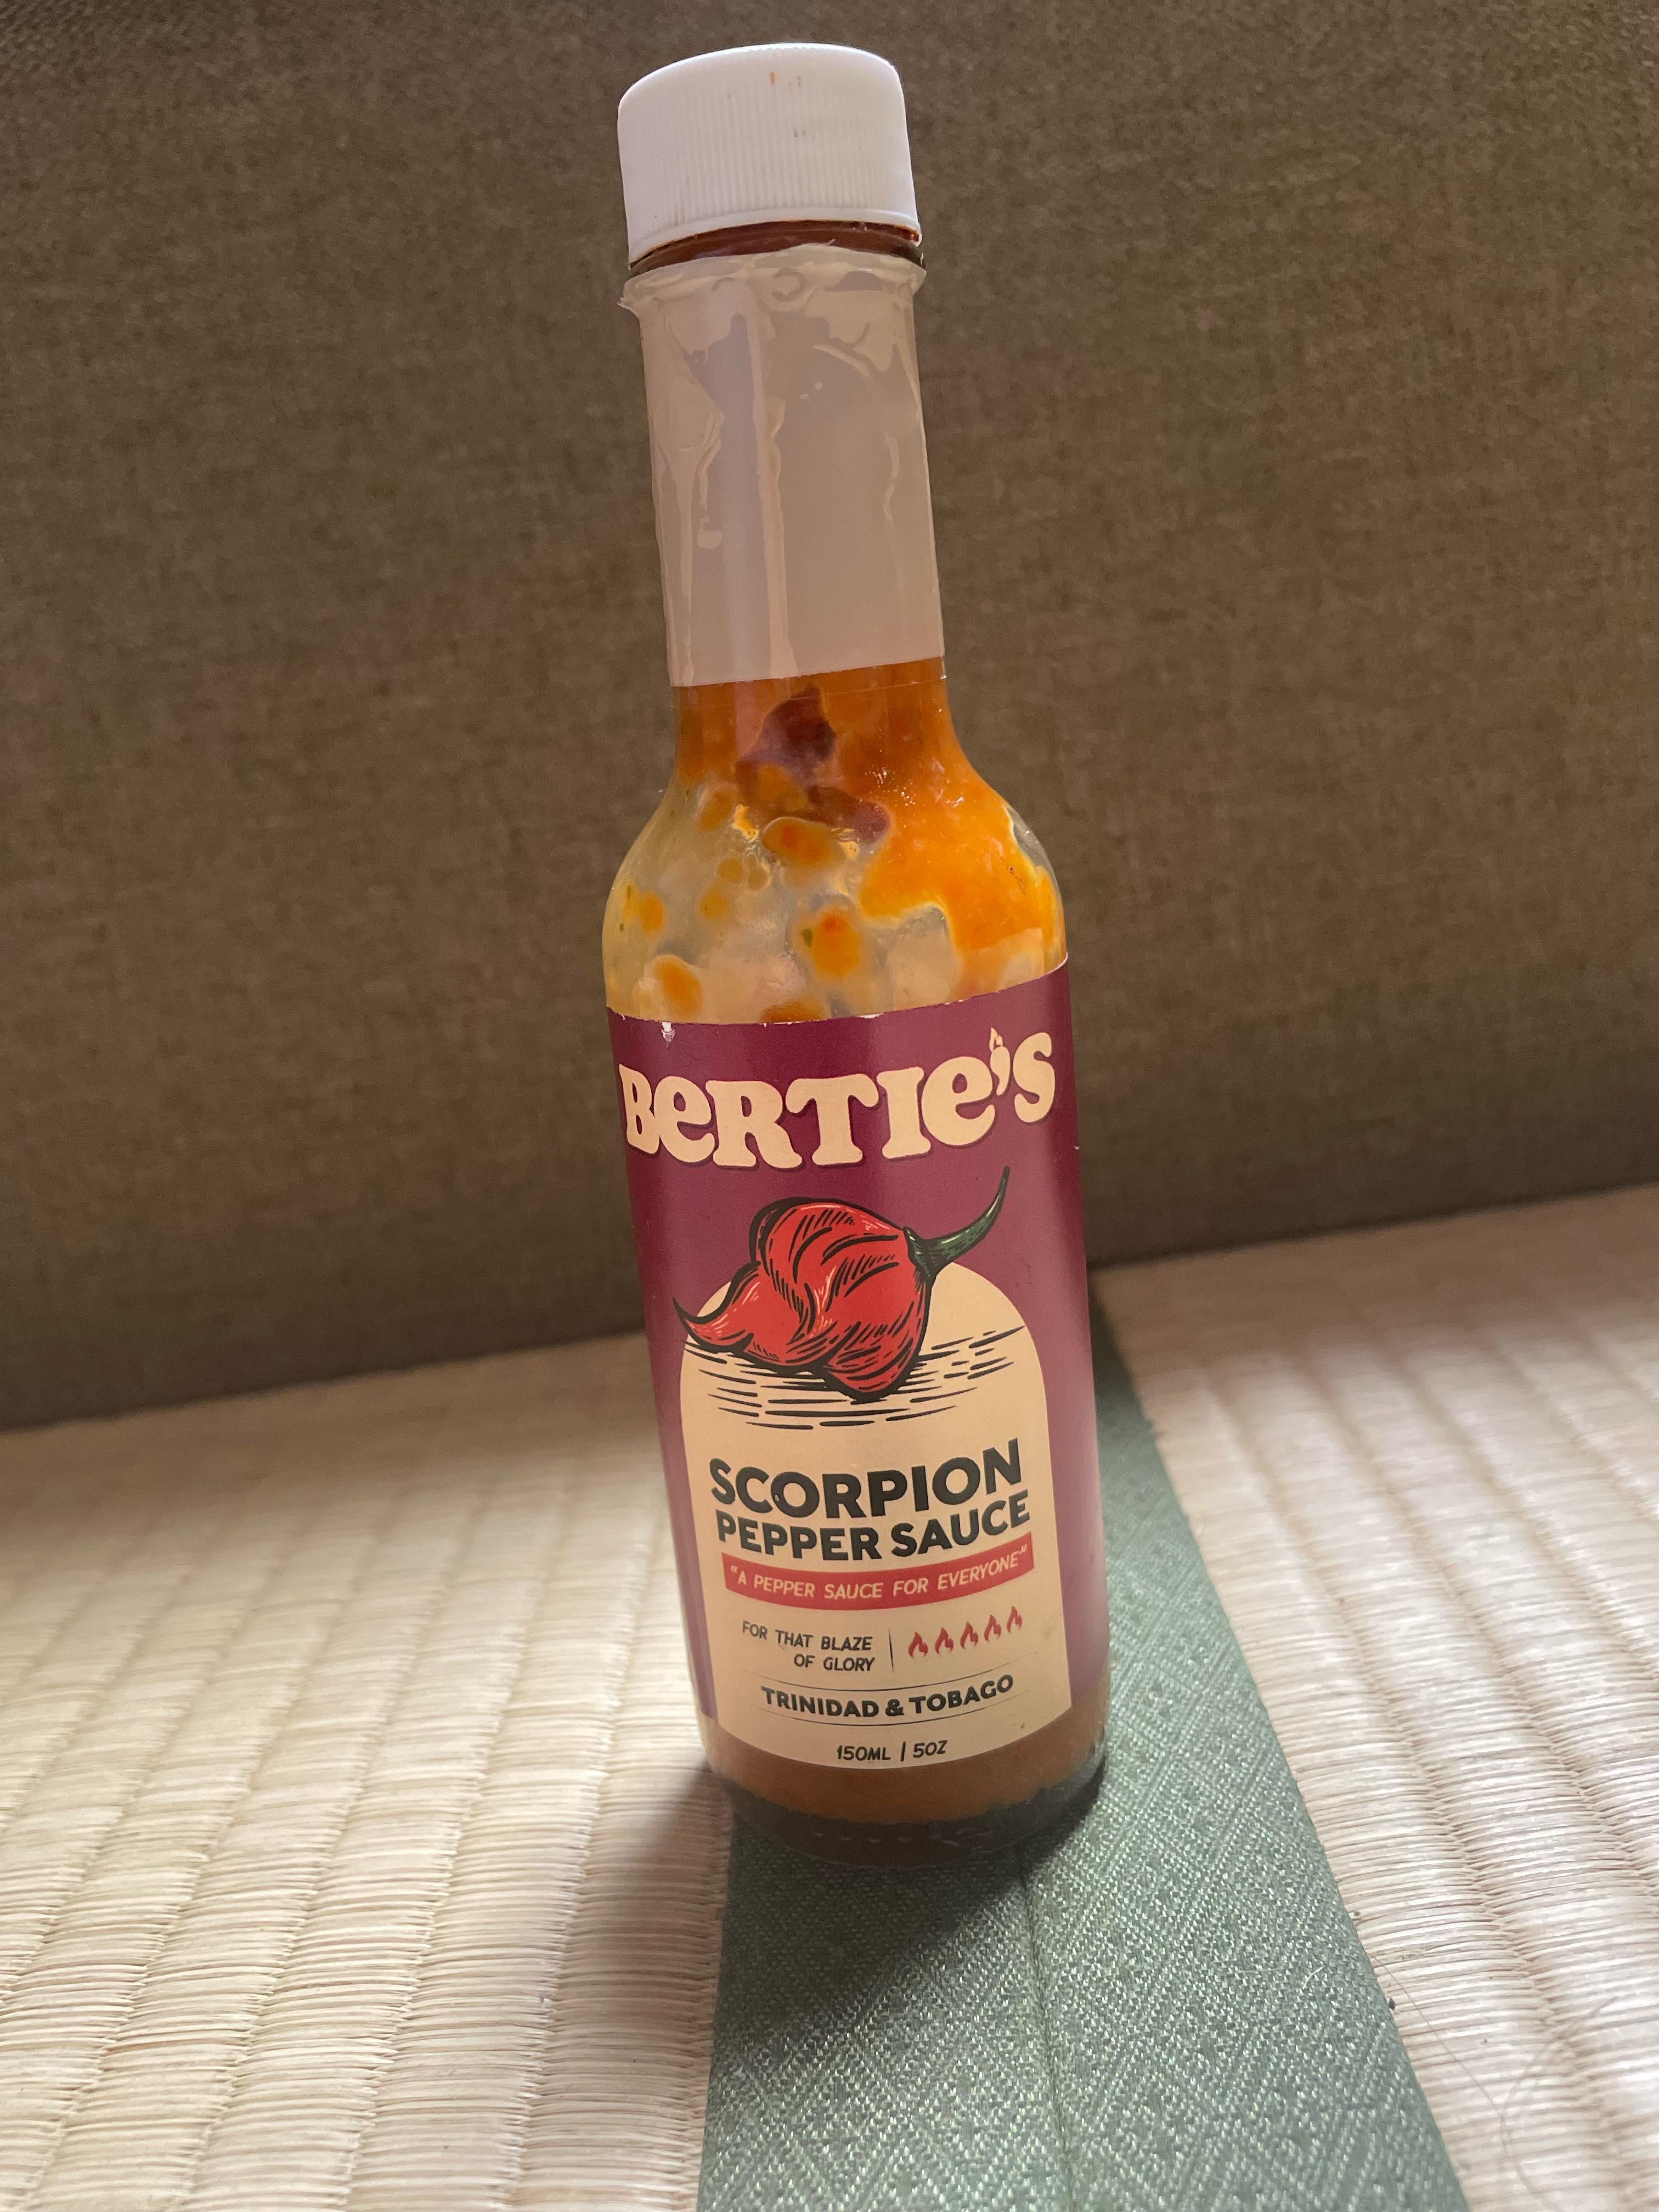 BeRTIe's
SCORPION
PEPPER SAUCE
"A PEPPER SAUCE FOR EVERYONE"
FOR THAT BLAZE
OF GLORY
TRINIDAD & TOBAGO
150ML | 5OZ